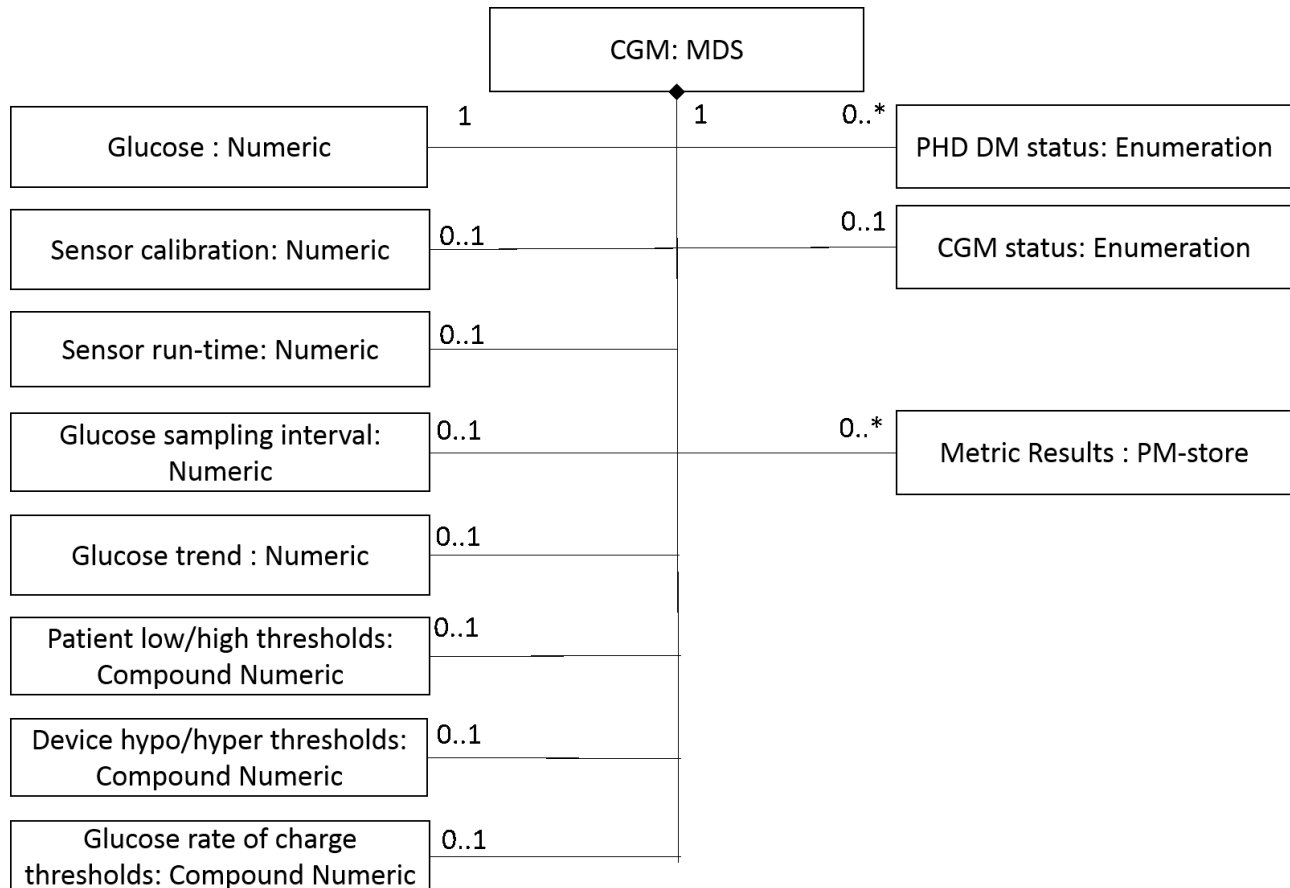 CGM: MDS
1
1
0..*
Glucose : Numeric
PHD DM status: Enumeration
0..1
0..1
Sensor calibration: Numeric
CGM status: Enumeration
0..1
Sensor run-time: Numeric
0..1
0..*
Glucose sampling interval:
Numeric
Metric Results : PM-store
0..1
Glucose trend : Numeric
0..1
Patient low/high thresholds:
Compound Numeric
0..1
Device hypo/hyper thresholds:
Compound Numeric
0..1
Glucose rate of charge
thresholds: Compound Numeric